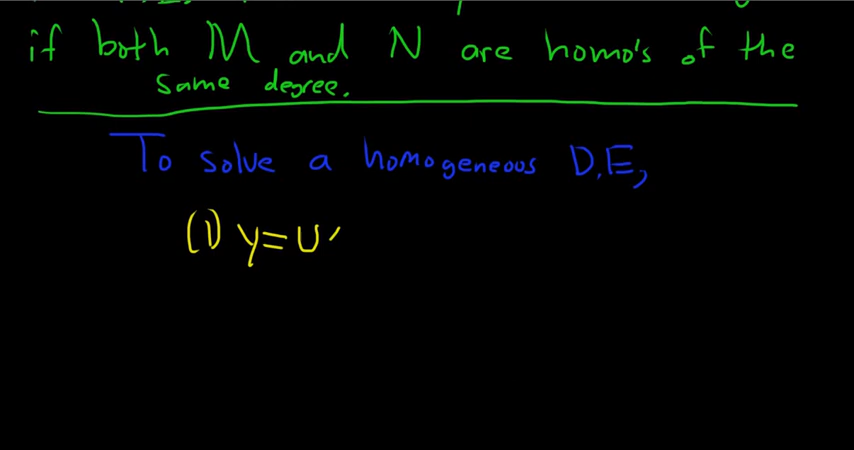 if both M and N are homo's of the
same degree.
To solve a homogeneous D.E,
(1) y=u